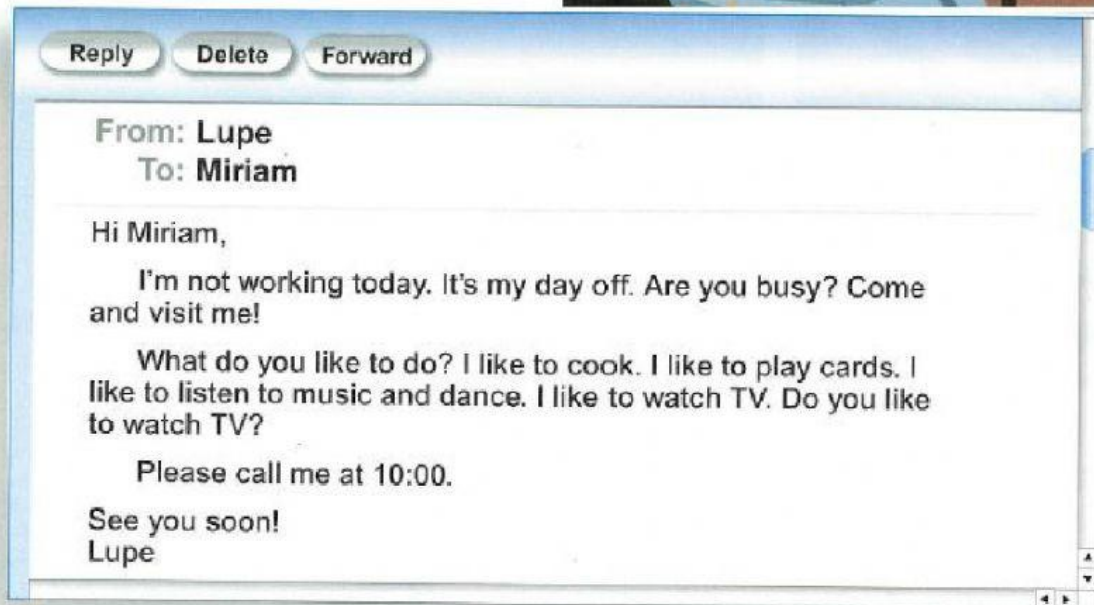 Reply Delete Forward
From: Lupe
To: Miriam
Hi Miriam,
I'm not working today. It's my day off. Are you busy? Come
and visit me!
What do you like to do? I like to cook. I like to play cards. I
like to listen to music and dance. I like to watch TV. Do you like
to watch TV?
Please call me at 10:00.
See you soon!
Lupe